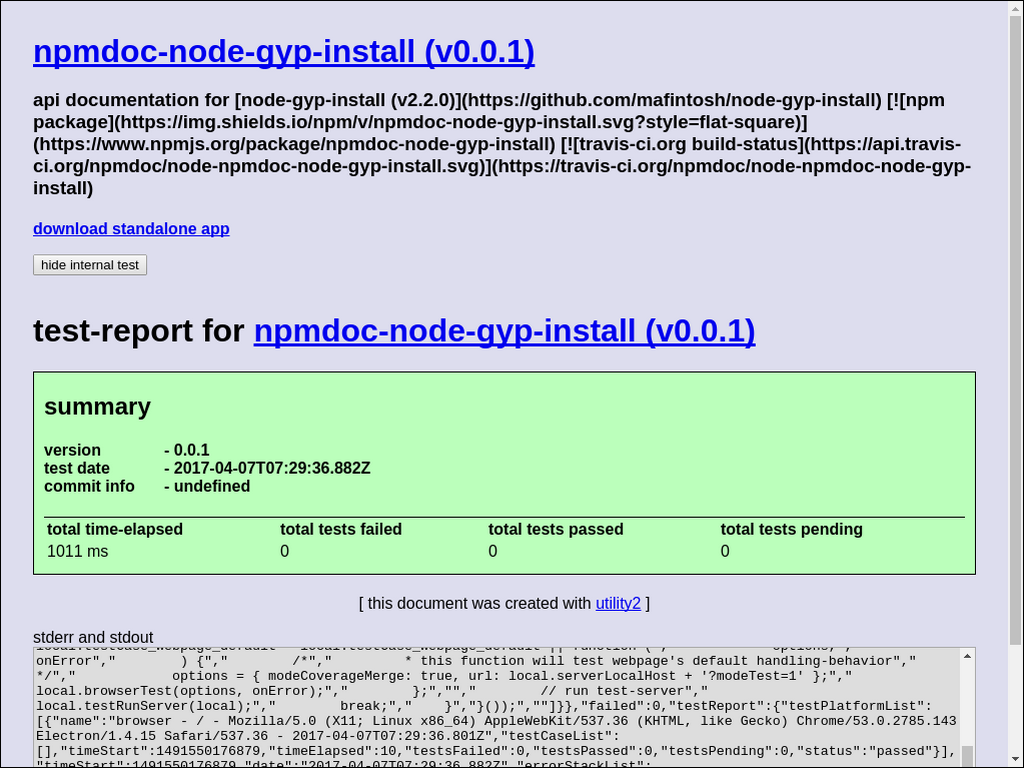 npmdoc-node-gyp-install (v0.0.1)
api documentation for [node-gyp-install (v2.2.0)](https://github.com/mafintosh/node-gyp-install) [![npm
package](https://img.shields.io/npm/v/npmdoc-node-gyp-install.svg?style=flat-square)]
(https://www.npmjs.org/package/npmdoc-node-gyp-install) [![travis-ci.org build-status](https://api.travis-
ci.org/npmdoc/node-npmdoc-node-gyp-install.svg)](https://travis-ci.org/npmdoc/node-npmdoc-node-gyp-
install)
download standalone app
hide internal test
test-report for npmdoc-node-gyp-install (v0.0.1)
summary
version - 0.0.1
test date - 2017-04-07T07:29:36.882Z
commit info - undefined
total time-elapsed total tests failed total tests passed total tests pending
1011 ms 0 0 0
[ this document was created with utility2 ]
stderr and stdout
local.testCase_webpage_default = local.testCase_webpage_default || function (","            options,","
onError","        ) {","        /*","         * this function will test webpage's default handling-behavior","
*/","            options = { modeCoverageMerge: true, url: local.serverLocalHost + '?modeTest=1' };","
local.browserTest(options, onError);","        };","","        // run test-server","
local.testRunServer(local);","        break;","    }","}());",""]}},"failed":0,"testReport":{"testPlatformList":
[{"name":"browser - / - Mozilla/5.0 (X11; Linux x86_64) AppleWebKit/537.36 (KHTML, like Gecko) Chrome/53.0.2785.143
Electron/1.4.15 Safari/537.36 - 2017-04-07T07:29:36.801Z","testCaseList":
[],"timeStart":1491550176879,"timeElapsed":10,"testsFailed":0,"testsPassed":0,"testsPending":0,"status":"passed"}],
"timeStart":1491550176879,"date":"2017-04-07T07:29:36.882Z","errorStackList":